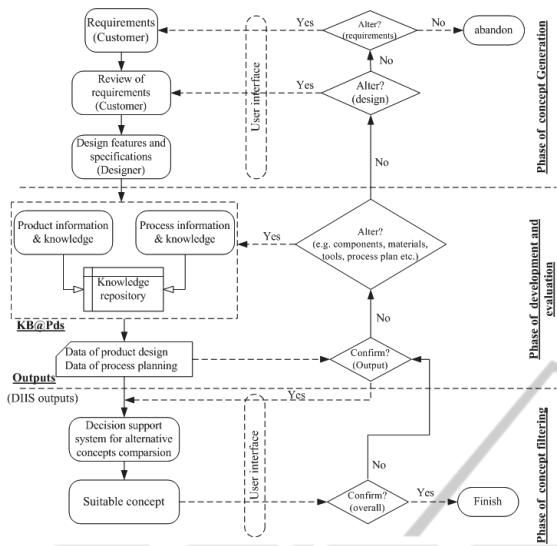 Requirements
(Customer)
Yes
Alter?
(requirements)
No
abandon
No
Review of
requirements
(Customer)
Yes
Alter?
(design)
User interface
Design features and
specifications
(Designer)
No
Phase of concept Generation
Product information
& knowledge
Process information
& knowledge
Yes
Alter?
(e.g. components, materials,
tools, process plan etc.)
Knowledge
repository
KB@Pds
No
Phase of development and
evaluation
Data of product design
Data of process planning
Confirm?
(Output)
Outputs
(DIIS outputs)
Yes
Decision support
system for alternative
concepts comparsion
User interface
No
Suitable concept
Confirm?
(overall)
Yes
Finish
Phase of concept filtering